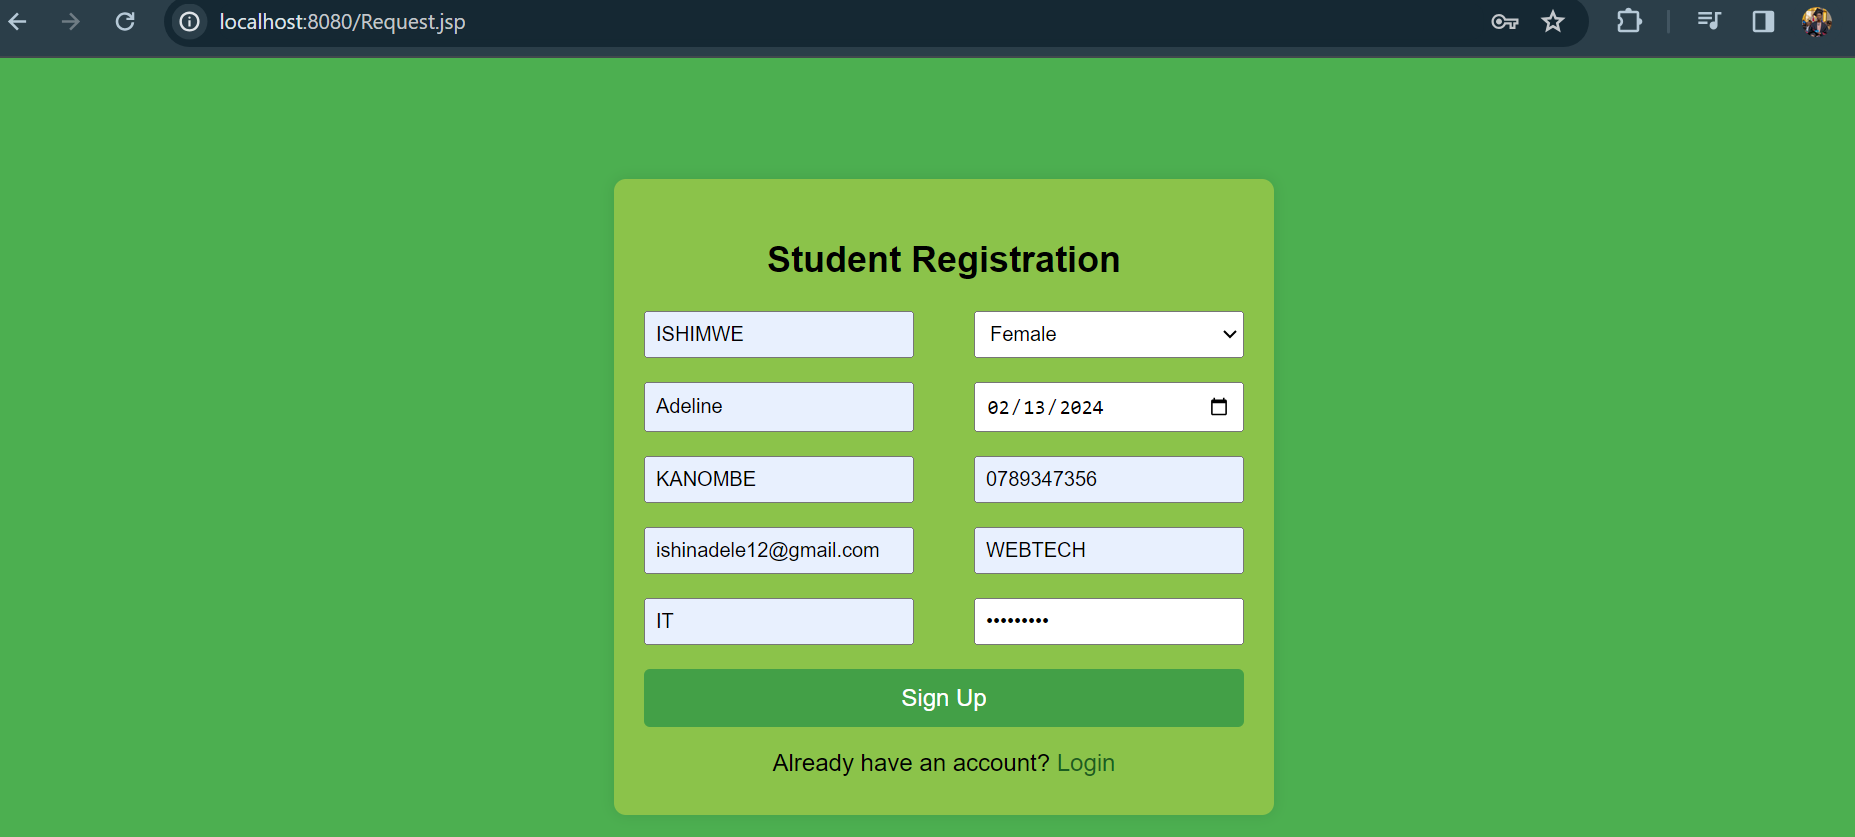 localhost:8080/Request.jsp
Student Registration
ISHIMWE
Female
Adeline
02/13/2024
KANOMBE
0789347356
ishinadele12@gmail.com
WEBTECH
IT
•••••••••
Sign Up
Already have an account? Login